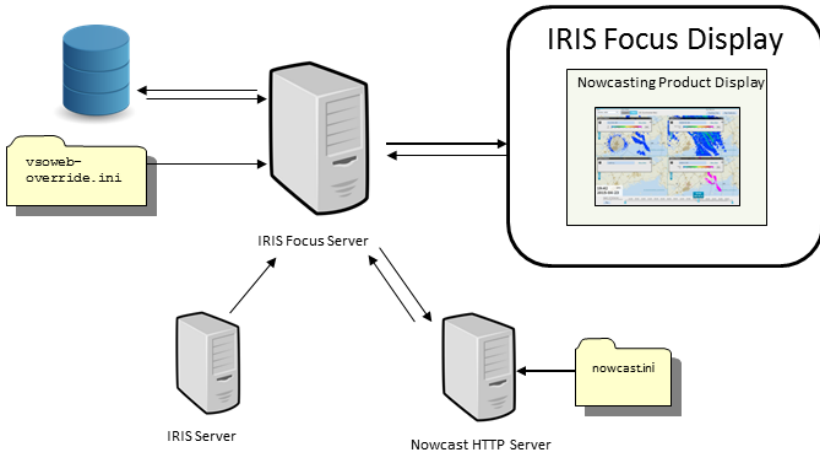 IRIS Focus Display
Nowcasting Product Display
vsoweb-
override.ini
IRIS Focus Server
nowcast.ini
IRIS Server
Nowcast HTTP Server